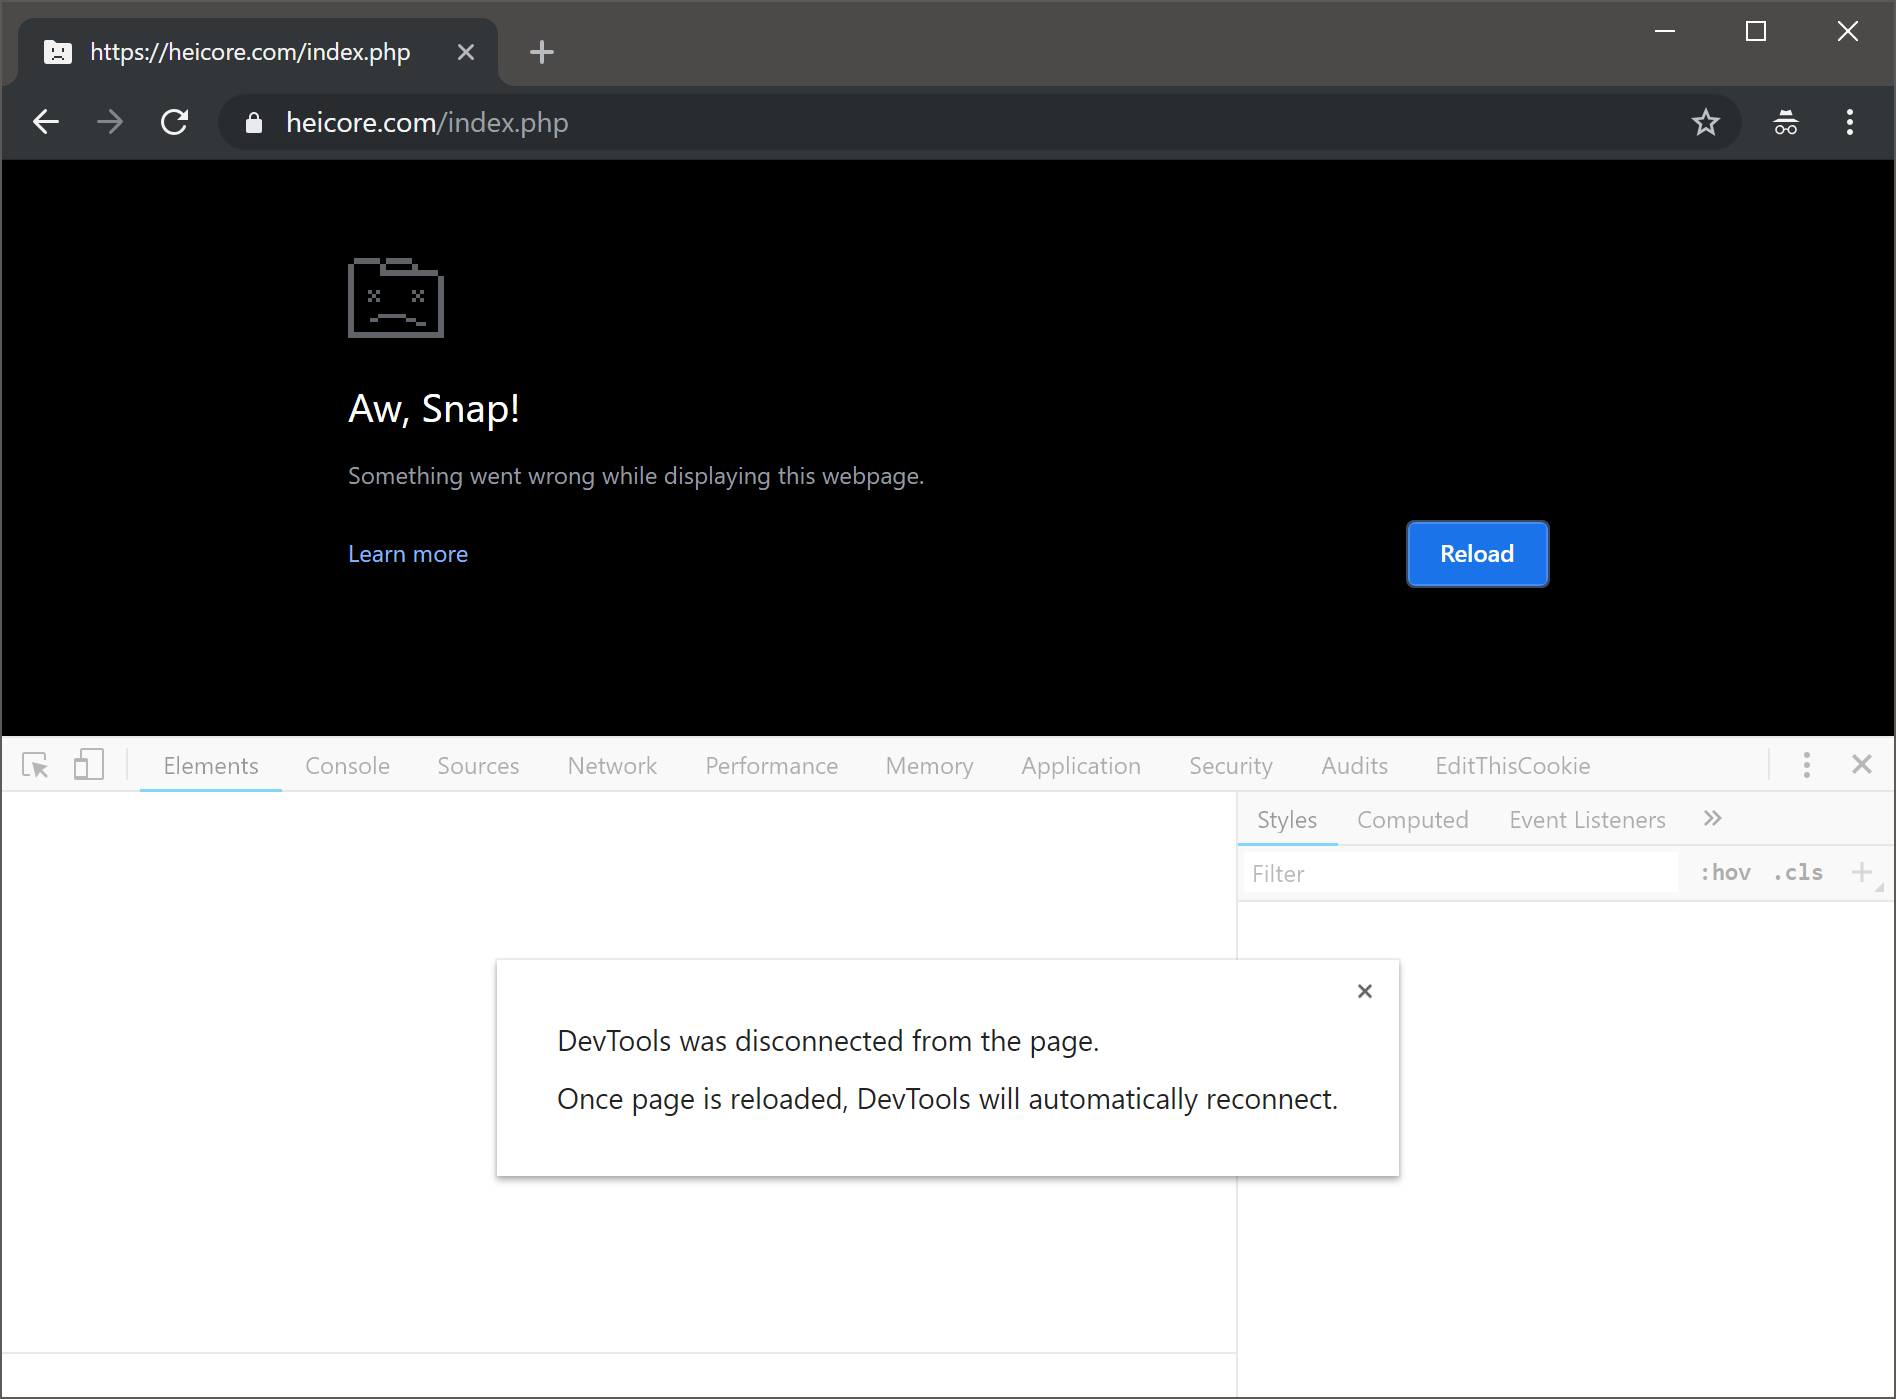 https://heicore.com/index.php
heicore.com/index.php
Aw, Snap!
Something went wrong while displaying this webpage.
Learn more
Reload
Elements Console Sources Network Performance Memory Application Security Audits EditThisCookie
Styles Computed Event Listeners »
Filter :hov .cls +
DevTools was disconnected from the page.
Once page is reloaded, DevTools will automatically reconnect.